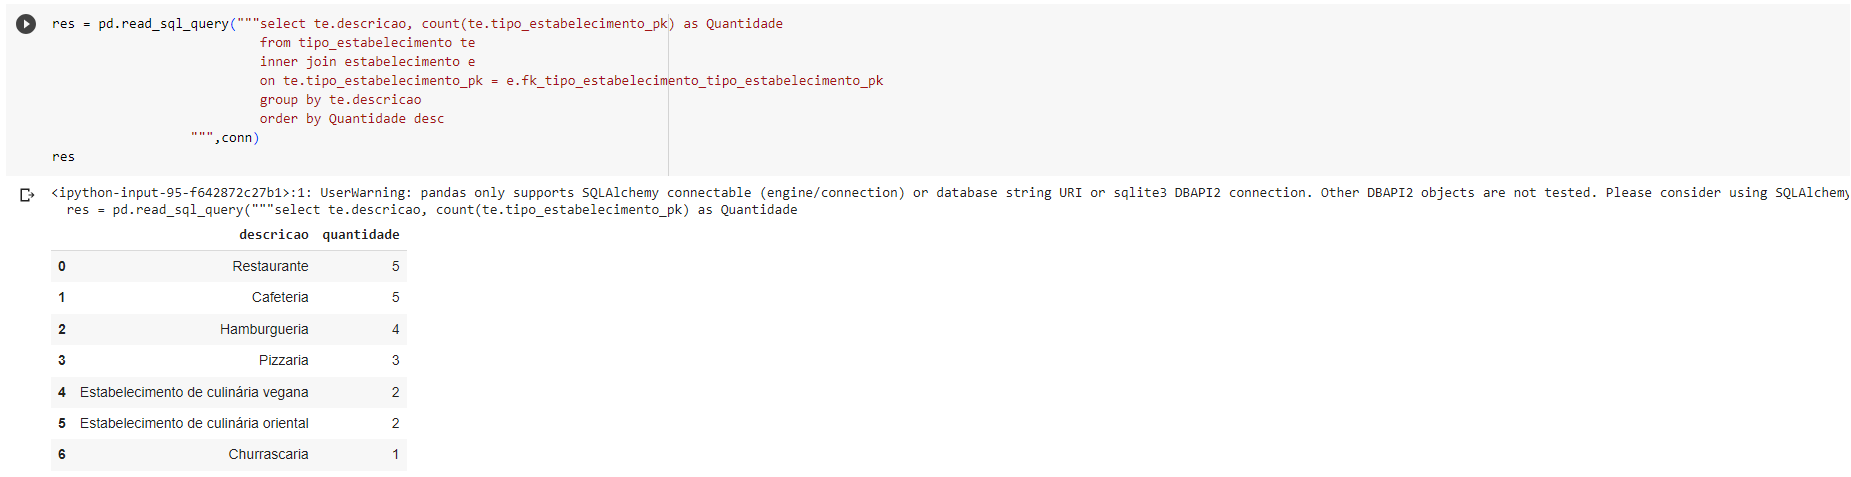 res = pd.read_sql_query("""select te.descricao, count(te.tipo_estabelecimento_pk) as Quantidade
from tipo_estabelecimento te
inner join estabelecimento e
on te.tipo_estabelecimento_pk = e.fk_tipo_estabelecimento_tipo_estabelecimento_pk
group by te.descricao
order by Quantidade desc
""",conn)
res
<ipython-input-95-f642872c27b1>:1: UserWarning: pandas only supports SQLAlchemy connectable (engine/connection) or database string URI or sqlite3 DBAPI2 connection. Other DBAPI2 objects are not tested. Please consider using SQLAlchemy
res = pd.read_sql_query("""select te.descricao, count(te.tipo_estabelecimento_pk) as Quantidade
descricao quantidade
0 Restaurante 5
1 Cafeteria 5
2 Hamburgueria 4
3 Pizzaria 3
4 Estabelecimento de culinária vegana 2
5 Estabelecimento de culinária oriental 2
6 Churrascaria 1